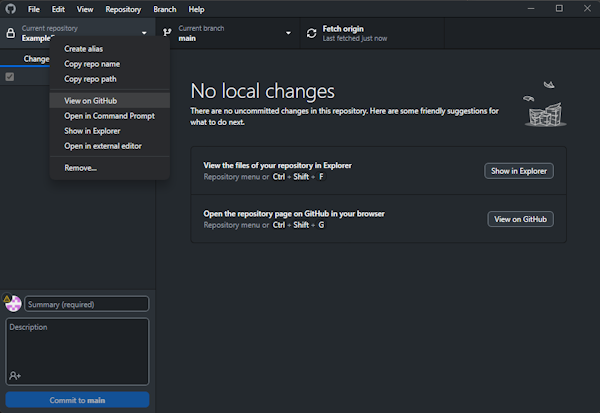 File Edit View Repository Branch Help
Current repository
Current branch
main
Fetch origin
Last fetched just now
Create alias
Copy repo name
Copy repo path
View on GitHub
Open in Command Prompt
Show in Explorer
Open in external editor
Remove...
No local changes
There are no uncommitted changes in this repository. Here are some friendly suggestions for
what to do next.
View the files of your repository in Explorer
Repository menu or Ctrl + Shift + F
Show in Explorer
Open the repository page on GitHub in your browser
Repository menu or Ctrl + Shift + G
View on GitHub
Summary (required)
Description
Commit to main